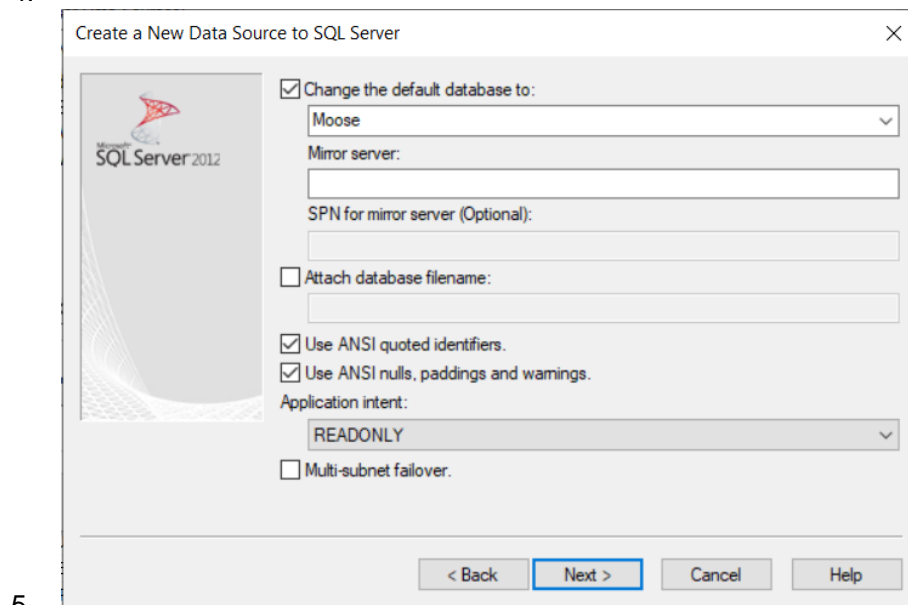 Create a New Data Source to SQL Server
Microsoft
SQL Server 2012
Change the default database to:
Moose
Mirror server:
SPN for mirror server (Optional):
Attach database filename:
Use ANSI quoted identifiers.
Use ANSI nulls, paddings and warnings.
Application intent:
READONLY
Multi-subnet failover.
< Back Next > Cancel Help
5.